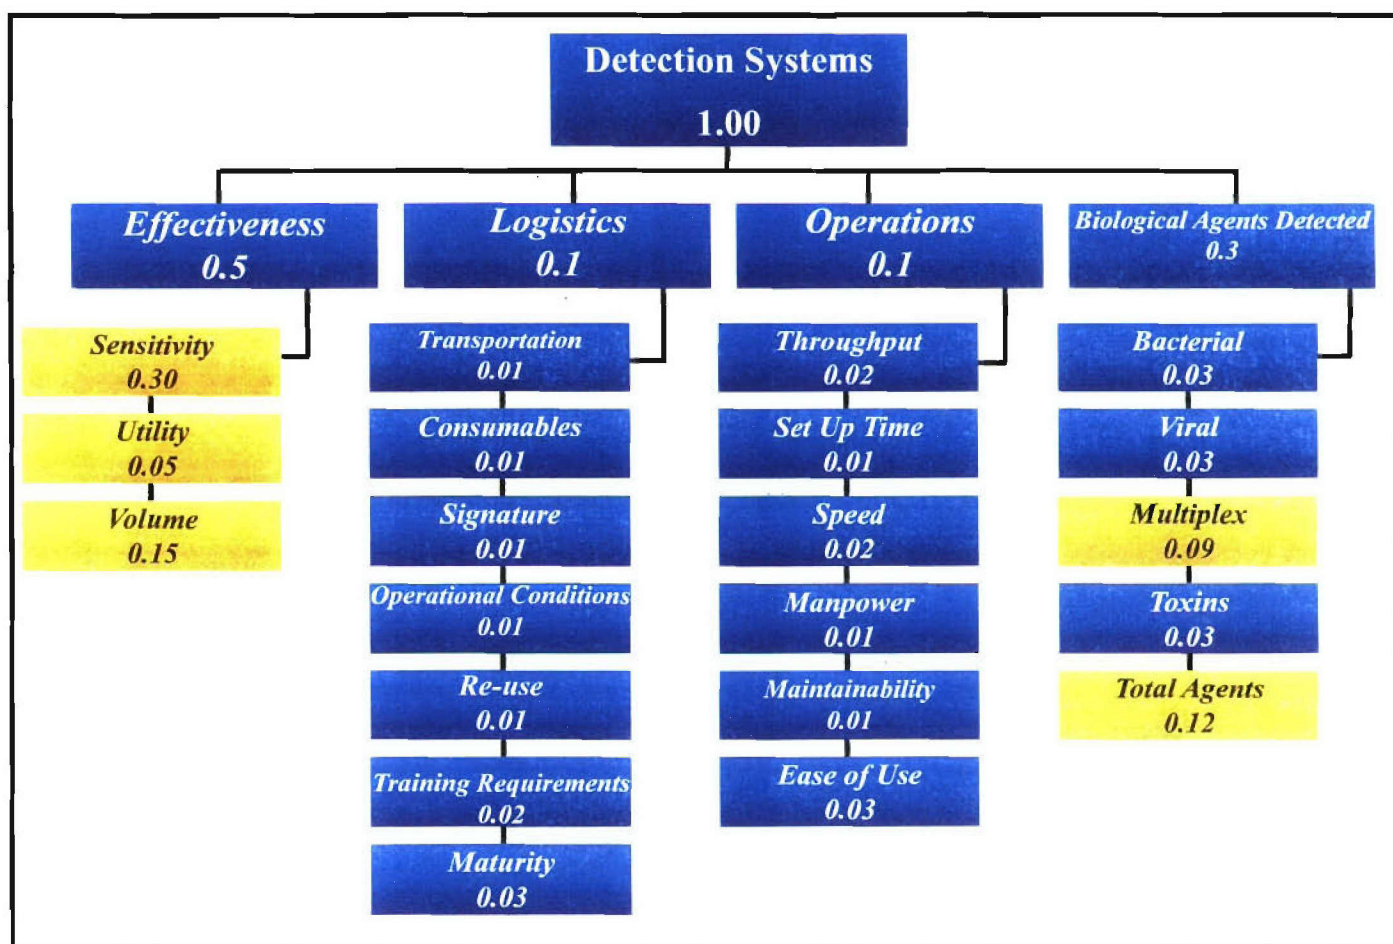 Detection Systems
1.00
Effectiveness
0.5
Logistics
0.1
Operations
0.1
Biological Agents Detected
0.3
Sensitivity
0.30
Utility
0.05
Volume
0.15
Transportation
0.01
Consumables
0.01
Signature
0.01
Operational Conditions
0.01
Re-use
0.01
Training Requirements
0.02
Maturity
0.03
Throughput
0.02
Set Up Time
0.01
Speed
0.02
Manpower
0.01
Maintainability
0.01
Ease of Use
0.03
Bacterial
0.03
Viral
0.03
Multiplex
0.09
Toxins
0.03
Total Agents
0.12